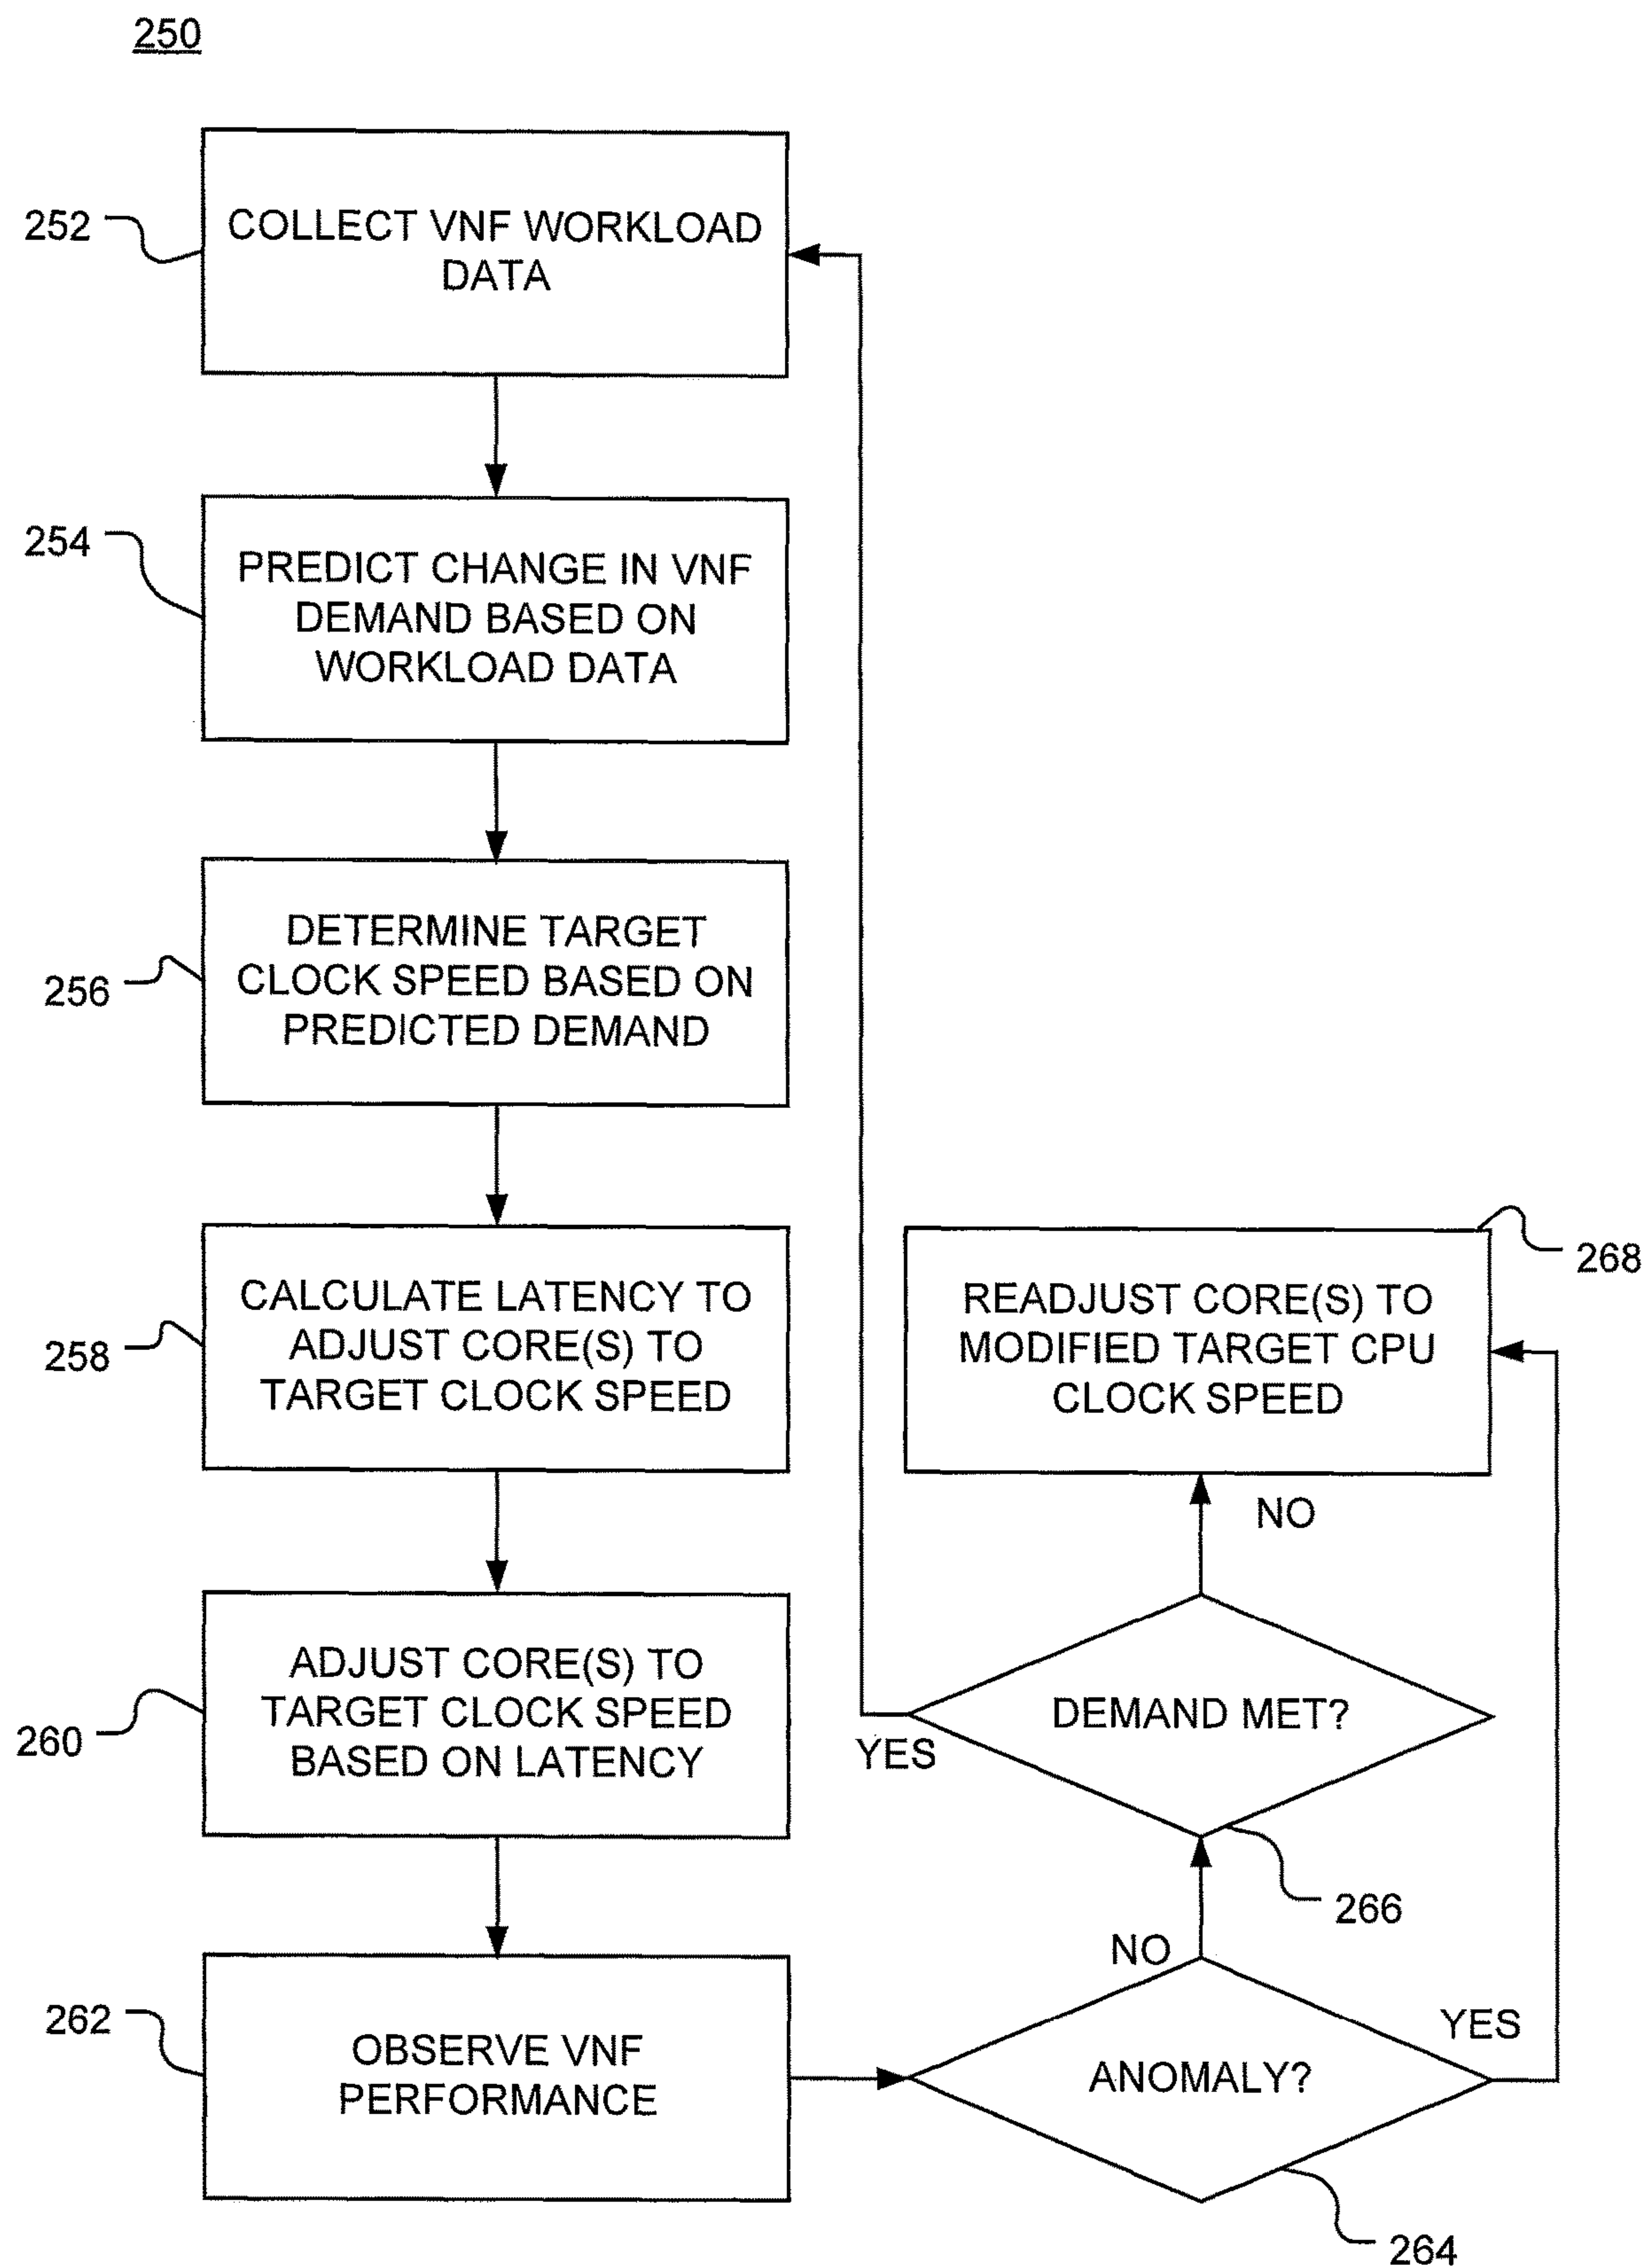 250
252
COLLECT VNF WORKLOAD
DATA
254
PREDICT CHANGE IN VNF
DEMAND BASED ON
WORKLOAD DATA
256
DETERMINE TARGET
CLOCK SPEED BASED ON
PREDICTED DEMAND
258
CALCULATE LATENCY TO
ADJUST CORE(S) TO
TARGET CLOCK SPEED
260
ADJUST CORE(S) TO
TARGET CLOCK SPEED
BASED ON LATENCY
262
OBSERVE VNF
PERFORMANCE
268
READJUST CORE(S) TO
MODIFIED TARGET CPU
CLOCK SPEED
NO
DEMAND MET?
YES
266
NO
YES
ANOMALY?
264